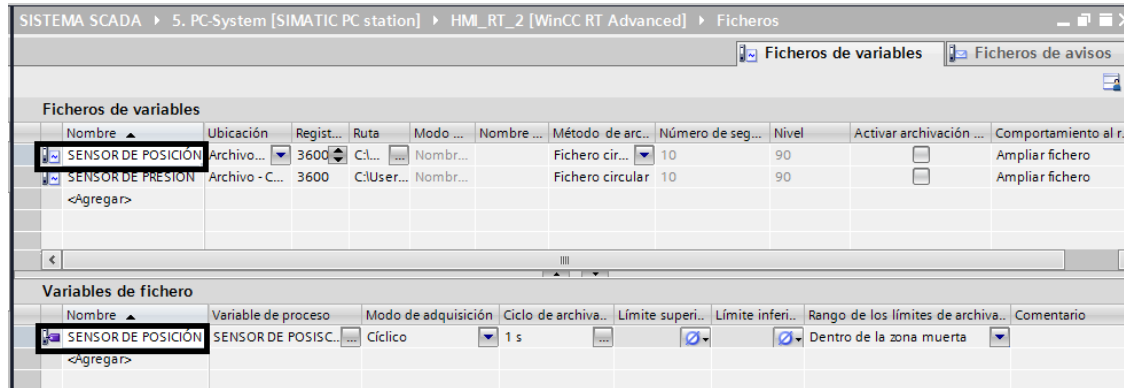 SISTEMA SCADA ▸ 5. PC-System [SIMATIC PC station] ▸ HMI_RT_2 [WinCC RT Advanced] ▸ Ficheros
Ficheros de variables Ficheros de avisos
Ficheros de variables
Nombre Ubicación Regist... Ruta Modo ... Nombre ... Método de arc.. Número de seg... Nivel Activar archivación ... Comportamiento al r.
SENSOR DE POSICIÓN Archivo... 3600 C:\... ... Nombr... Fichero cir... 10 90 Ampliar fichero
SENSOR DE PRESIÓN Archivo - C... 3600 C:\User... Nombr... Fichero circular 10 90 Ampliar fichero
<Agregar>
Variables de fichero
Nombre Variable de proceso Modo de adquisición Ciclo de archiva.. Límite superi.. Límite inferi.. Rango de los límites de archiva.. Comentario
SENSOR DE POSICIÓN SENSOR DE POSISC... ... Cíclico 1 s ... Dentro de la zona muerta
<Agregar>